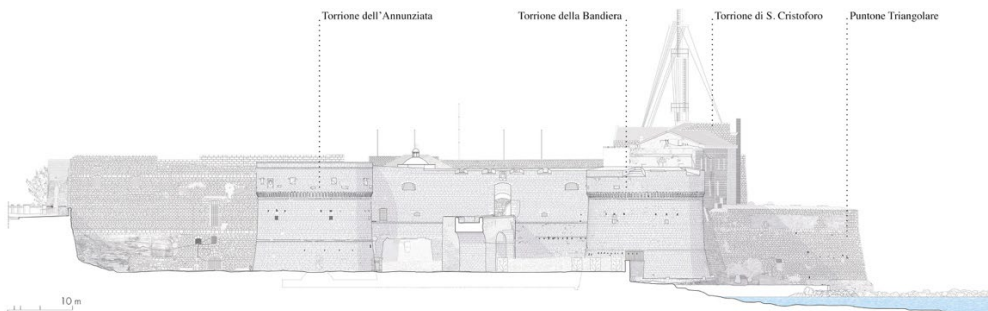 Torrione dell'Annunziata
Torrione della Bandiera
Torrione di S. Cristoforo
Puntone Triangolare
10 m